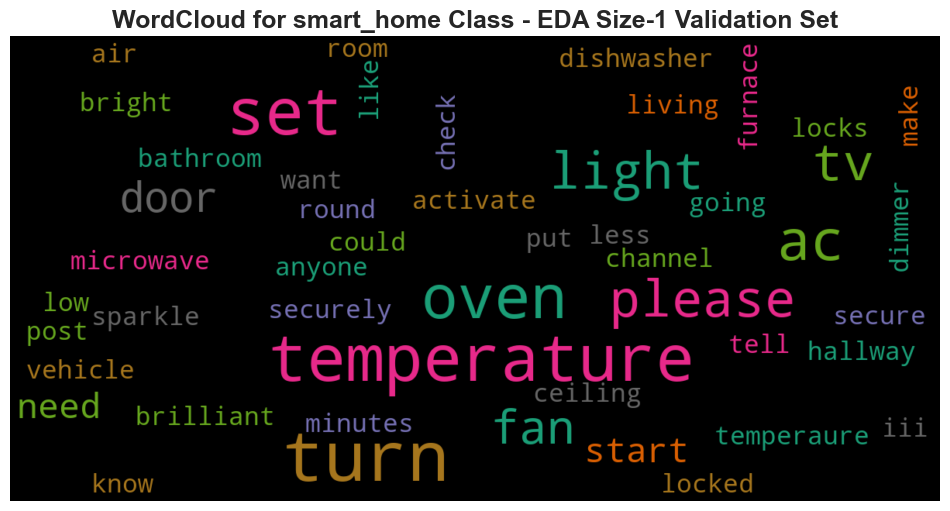 WordCloud for smart_home Class - EDA Size-1 Validation Set
air
room
like
dishwasher
furnace
bright
set
check
living
make
locks
bathroom
light
tv
door
want
round
activate
going
dimmer
could
put
less
ac
microwave
anyone
channel
low
oven
please
post
sparkle
securely
secure
temperature
tell
hallway
vehicle
ceiling
need
brilliant
minutes
fan
temperaure
iii
turn
start
know
locked